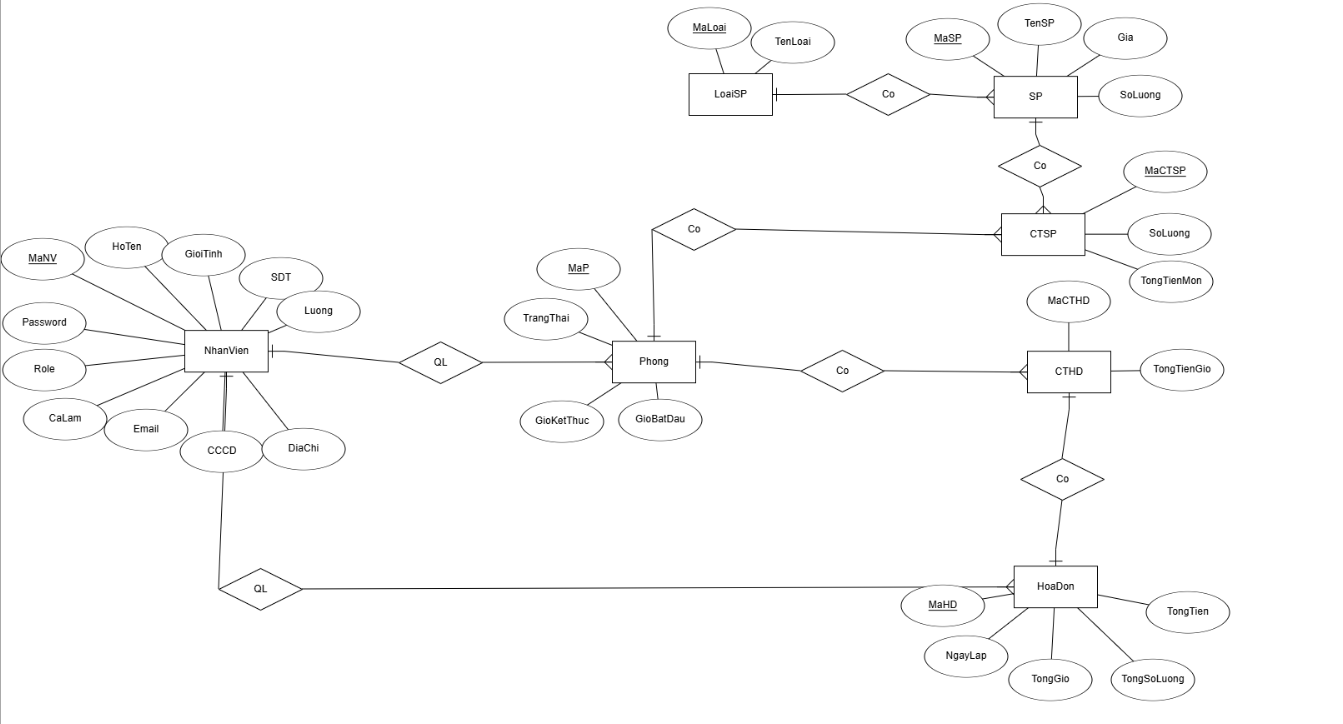 MaLoai
TenLoai
LoaiSP
Co
MaSP
TenSP
Gia
SP
SoLuong
Co
MaCTSP
Co
CTSP
SoLuong
TongTienMon
MaNV
HoTen
GioiTinh
SDT
Luong
Password
NhanVien
Role
CaLam
Email
CCCD
DiaChi
QL
MaP
TrangThai
Phong
GioKetThuc
GioBatDau
Co
MaCTHD
CTHD
TongTienGio
Co
QL
HoaDon
MaHD
TongTien
NgayLap
TongGio
TongSoLuong